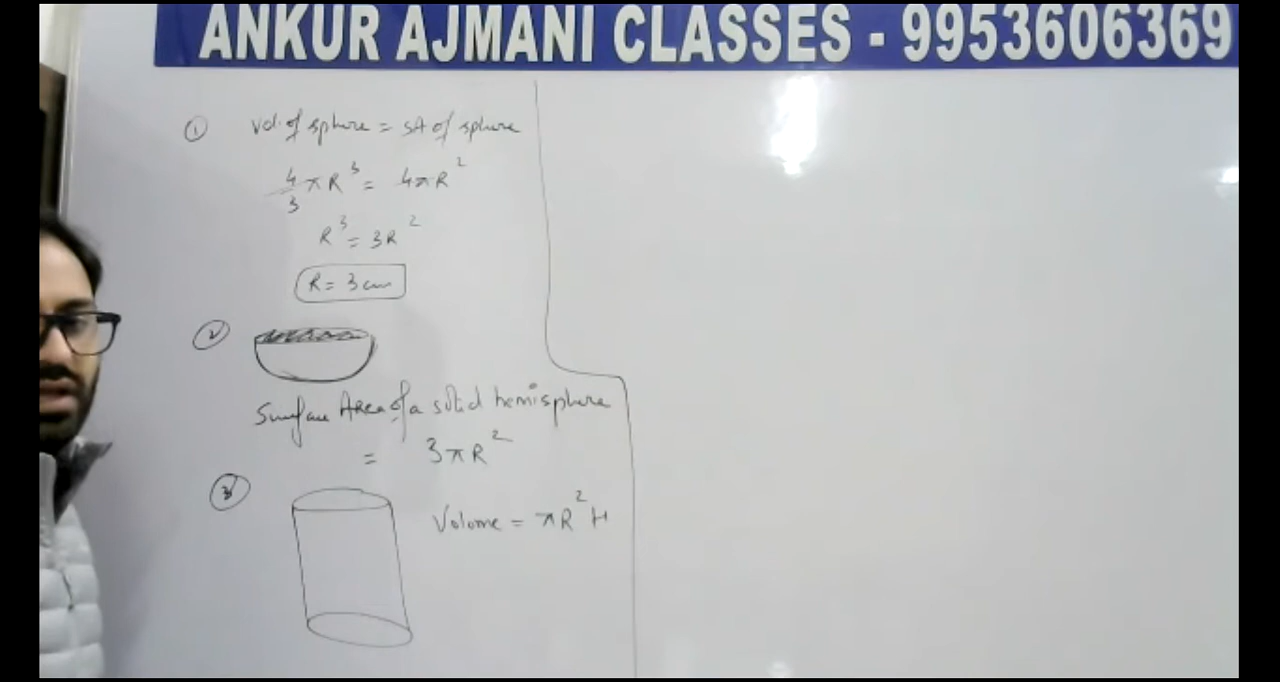 ANKUR AJMANI CLASSES - 9953606369
① Vol. of sphere = SA of sphere
4/3 πR³ = 4πR²
R³ = 3R²
R = 3 cm
②
Surface Area of a solid hemisphere
= 3πR²
③
Volume = πR²H